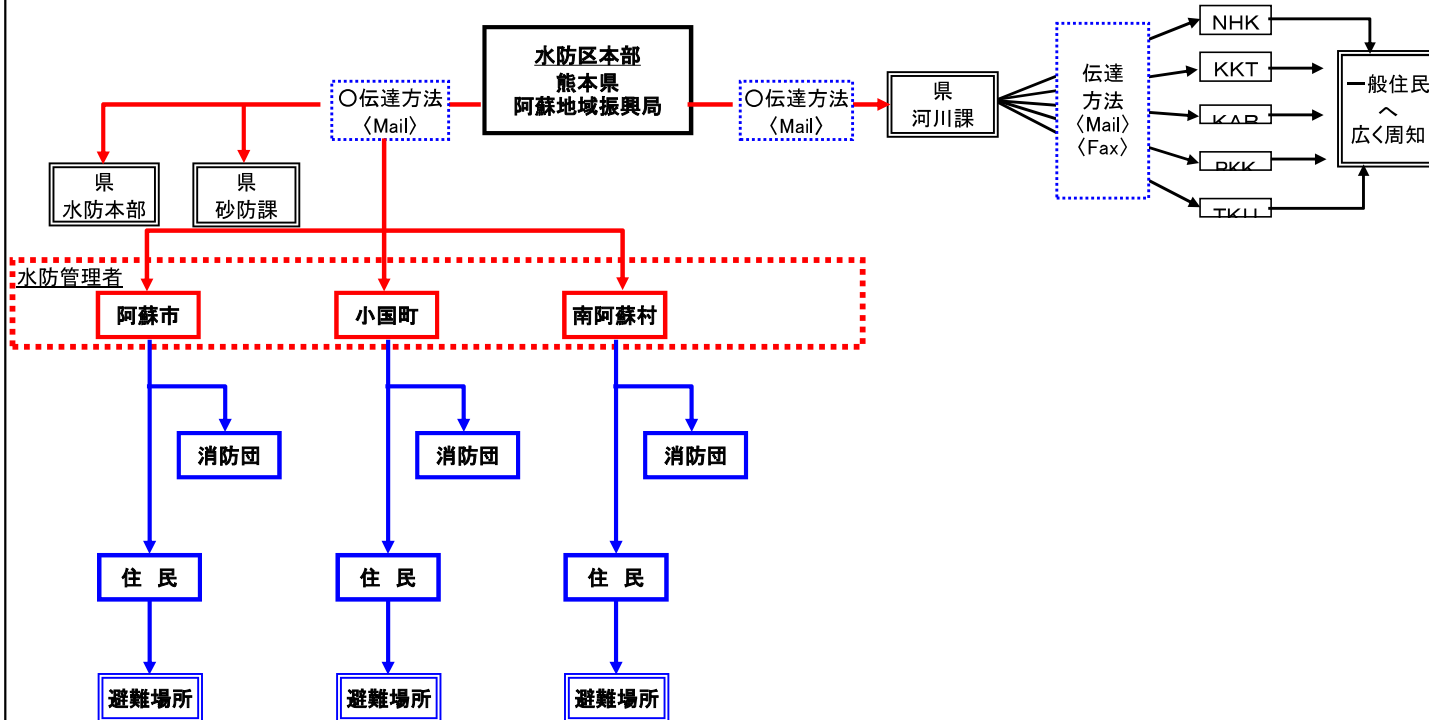 水防区本部
熊本県
阿蘇地域振興局
〇伝達方法
〈Mail〉
〇伝達方法
〈Mail〉
県
河川課
伝達
方法
〈Mail〉
〈Fax〉
NHK
KKT
KAB
RKK
TKU
一般住民
へ
広く周知
県
水防本部
県
砂防課
水防管理者
阿蘇市
小国町
南阿蘇村
消防団
消防団
消防団
住 民
住 民
住 民
避難場所
避難場所
避難場所